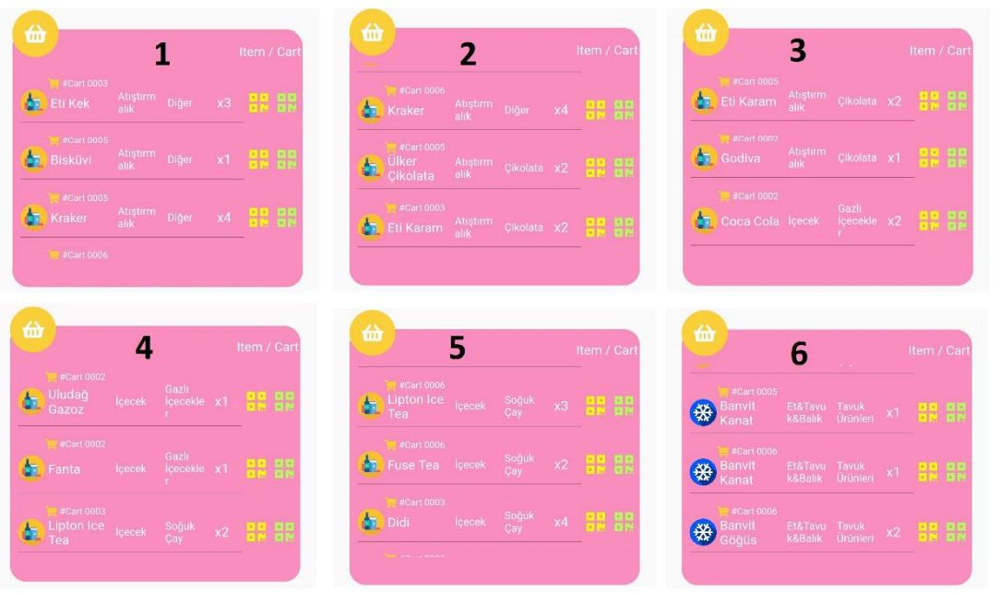 1
Item / Cart
#Cart 0003
Eti Kek
Atıştırm
alık
Diğer
x3
#Cart 0005
Bisküvi
Atıştırm
alık
Diğer
x1
#Cart 0005
Kraker
Atıştırm
alık
Diğer
x4
#Cart 0006
2
Item / Cart
#Cart 0006
Kraker
Atıştırm
alık
Diğer
x4
#Cart 0005
Ülker
Çikolata
Atıştırm
alık
Çikolata
x2
#Cart 0003
Eti Karam
Atıştırm
alık
Çikolata
x2
3
Item / Cart
#Cart 0005
Eti Karam
Atıştırm
alık
Çikolata
x2
#Cart 0002
Godiva
Atıştırm
alık
Çikolata
x1
#Cart 0002
Coca Cola
İçecek
Gazlı
İçecekle
r
x2
4
Item / Cart
#Cart 0002
Uludağ
Gazoz
İçecek
Gazlı
İçecekle
r
x1
#Cart 0002
Fanta
İçecek
Gazlı
İçecekle
r
x1
#Cart 0003
Lipton Ice
Tea
İçecek
Soğuk
Çay
x2
5
Item / Cart
#Cart 0006
Lipton Ice
Tea
İçecek
Soğuk
Çay
x3
#Cart 0006
Fuse Tea
İçecek
Soğuk
Çay
x2
#Cart 0003
Didi
İçecek
Soğuk
Çay
x4
6
Item / Cart
#Cart 0005
Banvit
Kanat
Et&Tavu
k&Balık
Tavuk
Ürünleri
x1
#Cart 0006
Banvit
Kanat
Et&Tavu
k&Balık
Tavuk
Ürünleri
x1
#Cart 0006
Banvit
Göğüs
Et&Tavu
k&Balık
Tavuk
Ürünleri
x2